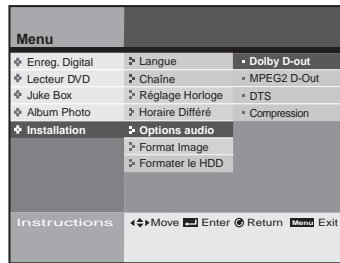 Menu
Enreg. Digital
Lecteur DVD
Juke Box
Album Photo
Installation
Langue
Chaîne
Réglage Horloge
Horaire Différé
Options audio
Format Image
Formater le HDD
Dolby D-out
MPEG2 D-Out
DTS
Compression
Instructions
Move Enter Return Menu Exit